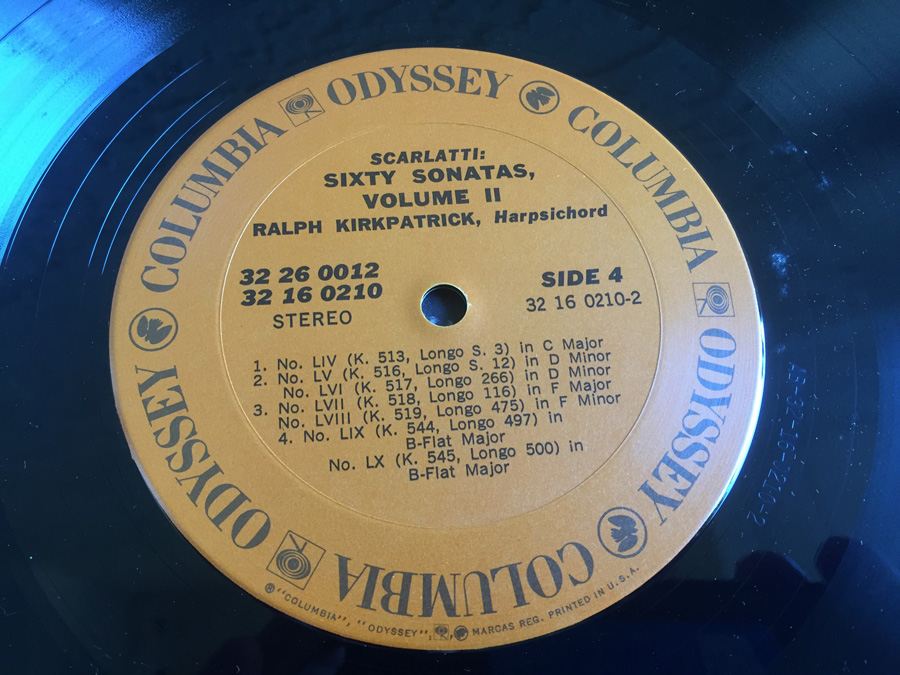 COLUMBIA ODYSSEY COLUMBIA ODYSSEY COLUMBIA ODYSSEY
SCARLATTI:
SIXTY SONATAS,
VOLUME II
RALPH KIRKPATRICK, Harpsichord
32 26 0012
32 16 0210
STEREO
SIDE 4
32 16 0210-2
1. No. LIV (K. 513, Longo S. 3) in C Major
2. No. LV (K. 516, Longo S. 12) in D Minor
No. LVI (K. 517, Longo 266) in D Minor
3. No. LVII (K. 518, Longo 116) in F Major
No. LVIII (K. 519, Longo 475) in F Minor
4. No. LIX (K. 544, Longo 497) in
B-Flat Major
No. LX (K. 545, Longo 500) in
B-Flat Major
® "COLUMBIA", "ODYSSEY", MARCAS REG. PRINTED IN U.S.A.